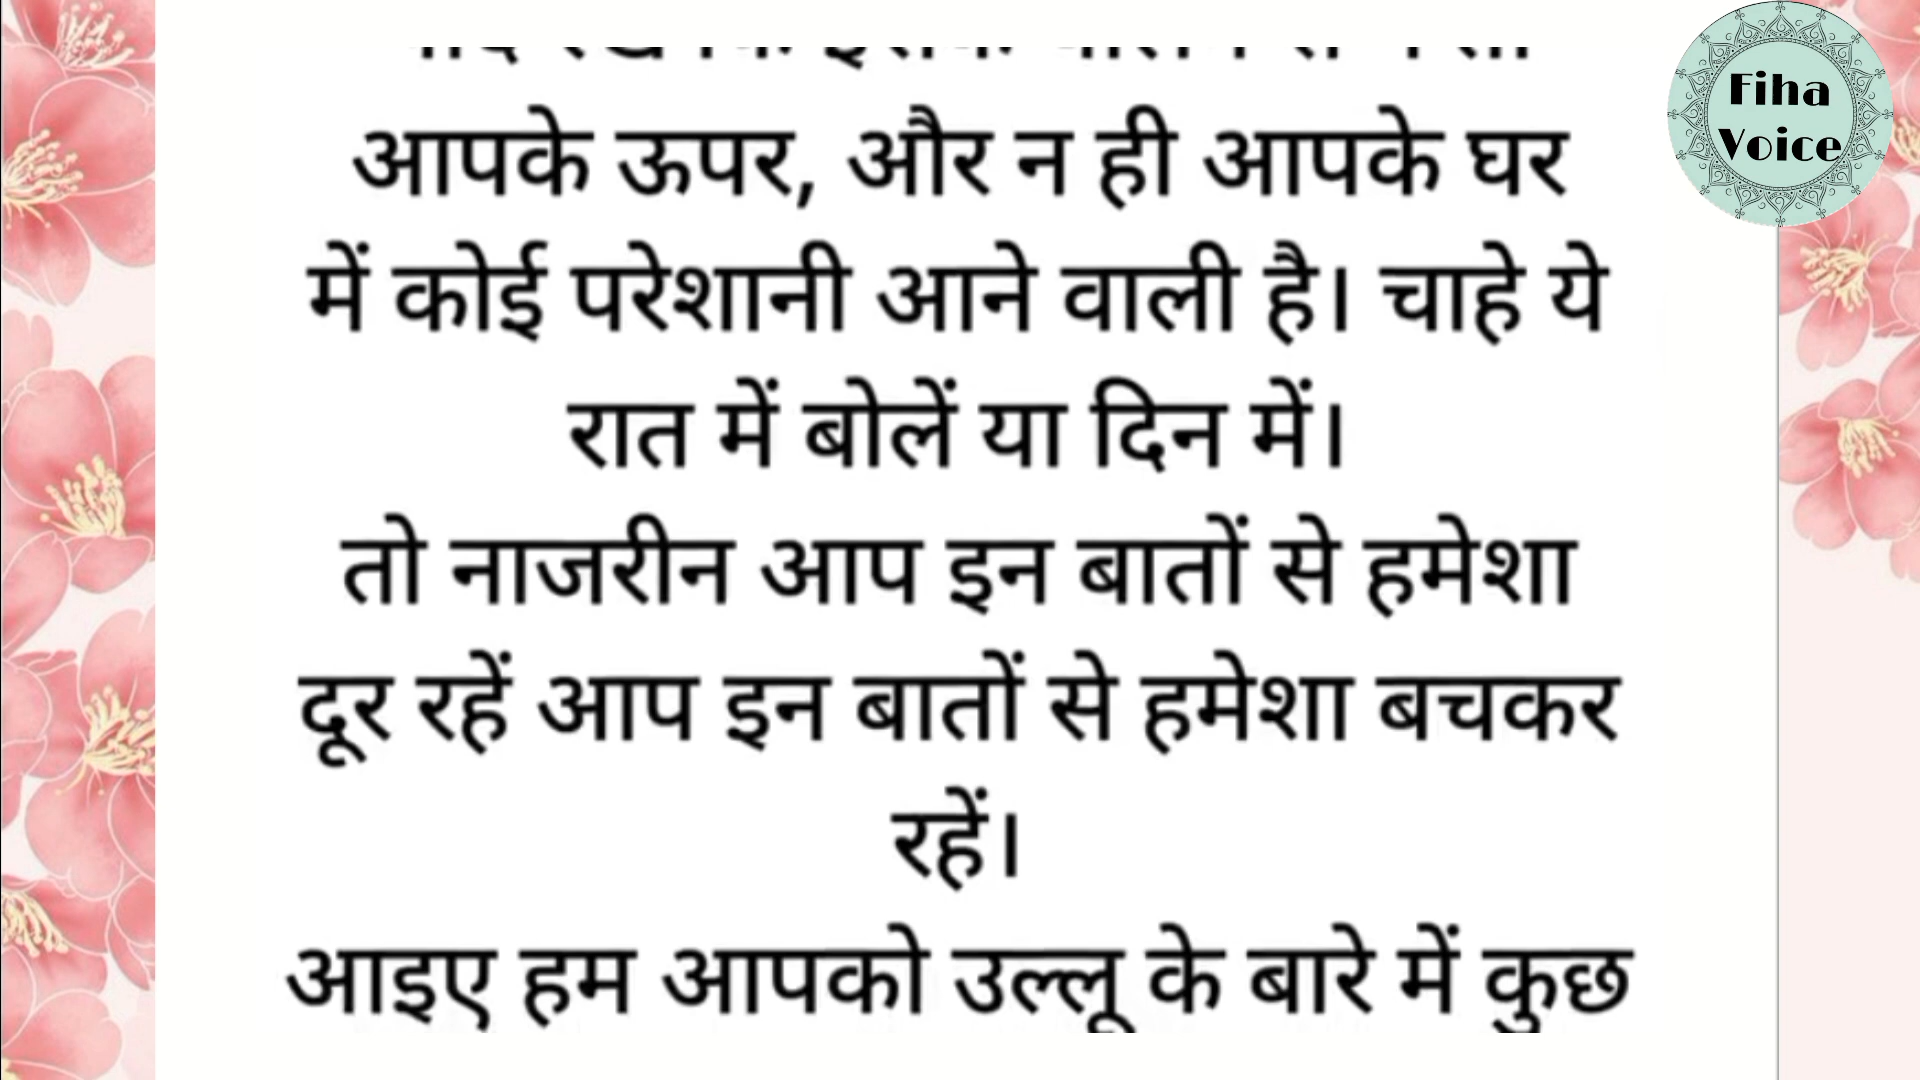 आपके ऊपर, और न ही आपके घर
में कोई परेशानी आने वाली है। चाहे ये
रात में बोलें या दिन में।
तो नाजरीन आप इन बातों से हमेशा
दूर रहें आप इन बातों से हमेशा बचकर
रहें।
आइए हम आपको उल्लू के बारे में कुछ
Fiha
Voice